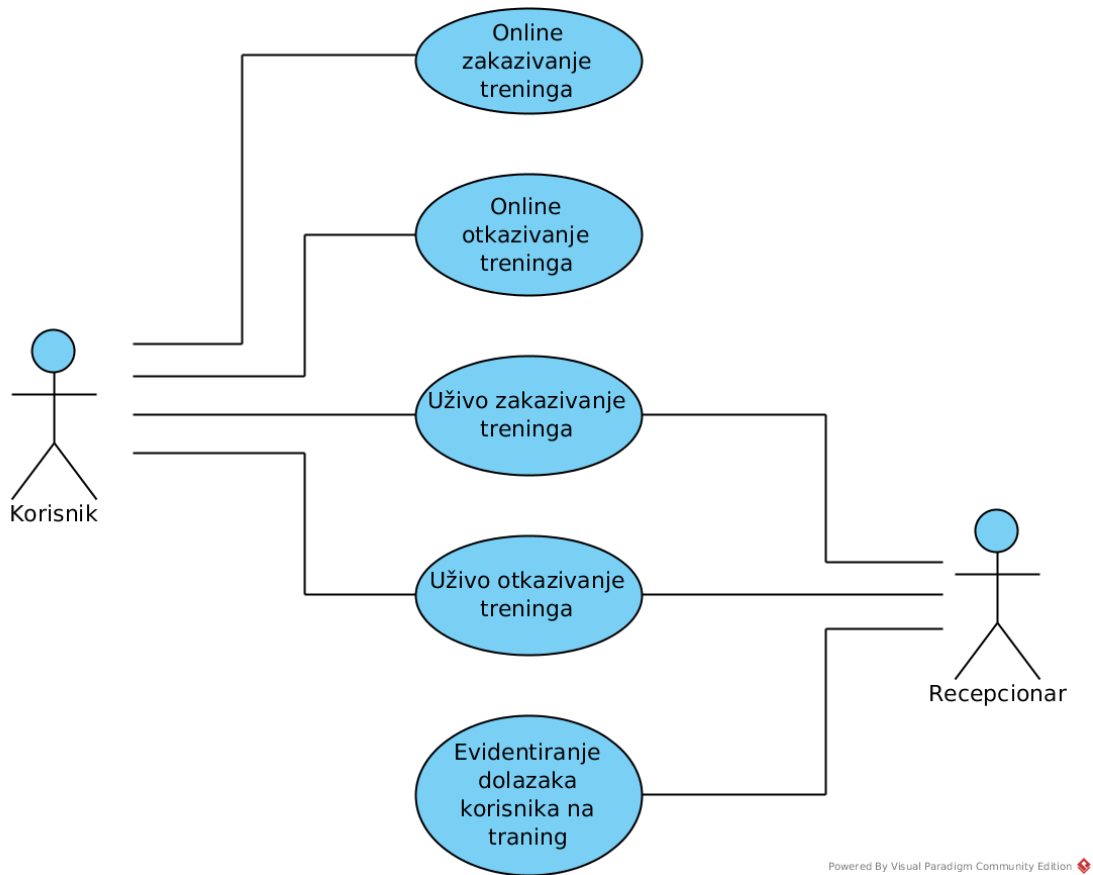 Online
zakazivanje
treninga
Online
otkazivanje
treninga
Uživo zakazivanje
treninga
Korisnik
Uživo otkazivanje
treninga
Recepcionar
Evidentiranje
dolazaka
korisnika na
traning
Powered By Visual Paradigm Community Edition